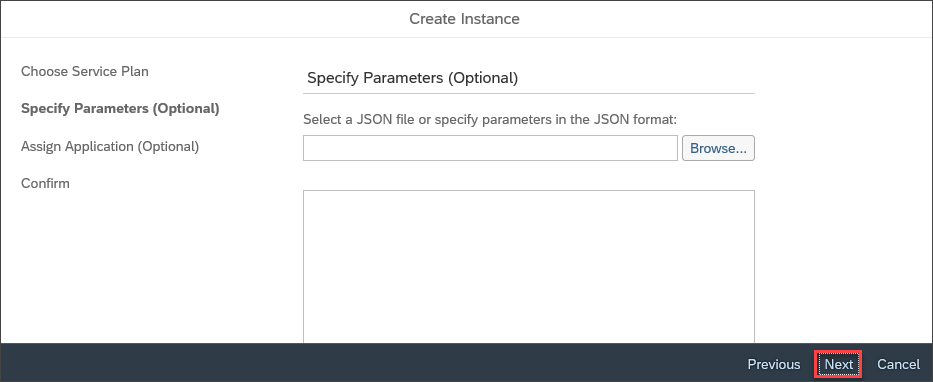 Create Instance
Choose Service Plan
Specify Parameters (Optional)
Assign Application (Optional)
Confirm
Specify Parameters (Optional)
Select a JSON file or specify parameters in the JSON format:
Browse...
Previous
Next
Cancel